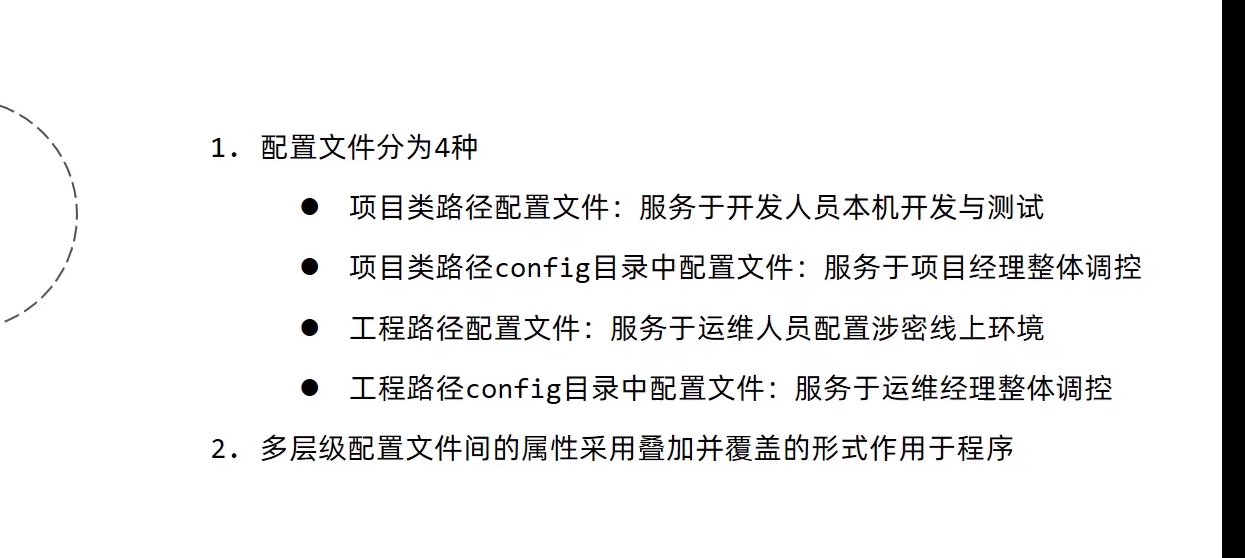 1. 配置文件分为4种
● 项目类路径配置文件：服务于开发人员本机开发与测试
● 项目类路径config目录中配置文件：服务于项目经理整体调控
● 工程路径配置文件：服务于运维人员配置涉密线上环境
● 工程路径config目录中配置文件：服务于运维经理整体调控
2. 多层级配置文件间的属性采用叠加并覆盖的形式作用于程序